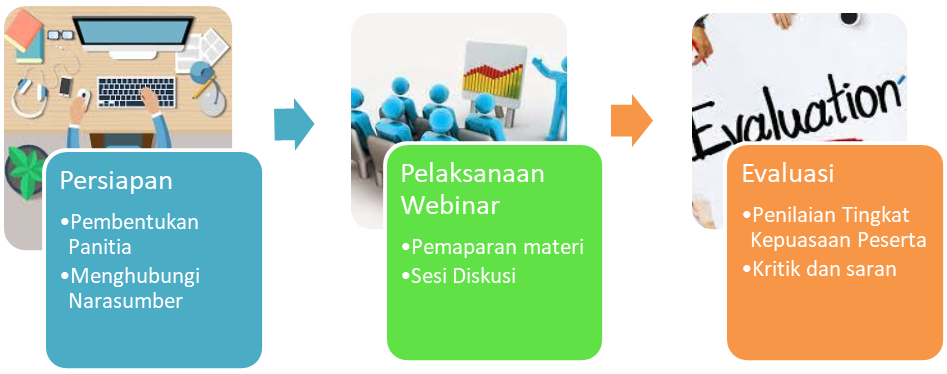 Persiapan
•Pembentukan
Panitia
•Menghubungi
Narasumber
Pelaksanaan
Webinar
•Pemaparan materi
•Sesi Diskusi
Evaluation
Evaluasi
•Penilaian Tingkat
Kepuasaan Peserta
•Kritik dan saran